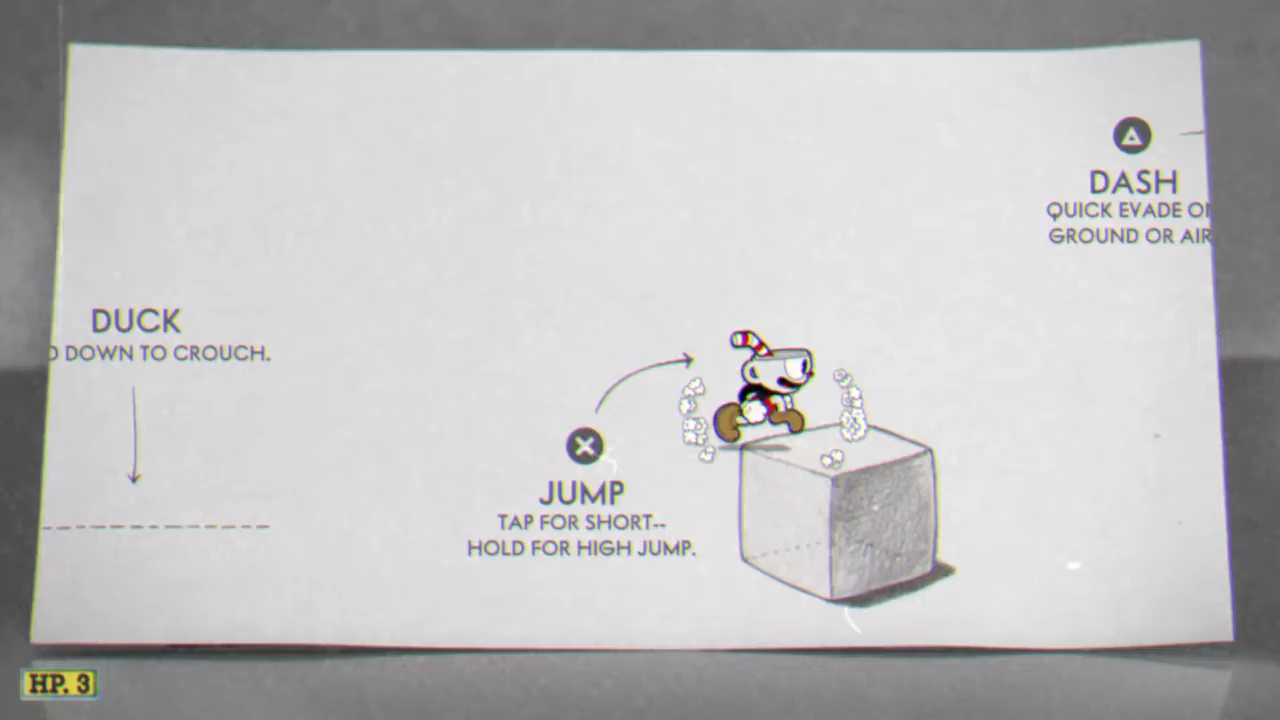 DUCK
DOWN TO CROUCH.
JUMP
TAP FOR SHORT--
HOLD FOR HIGH JUMP.
DASH
QUICK EVADE ON
GROUND OR AIR
HP. 3